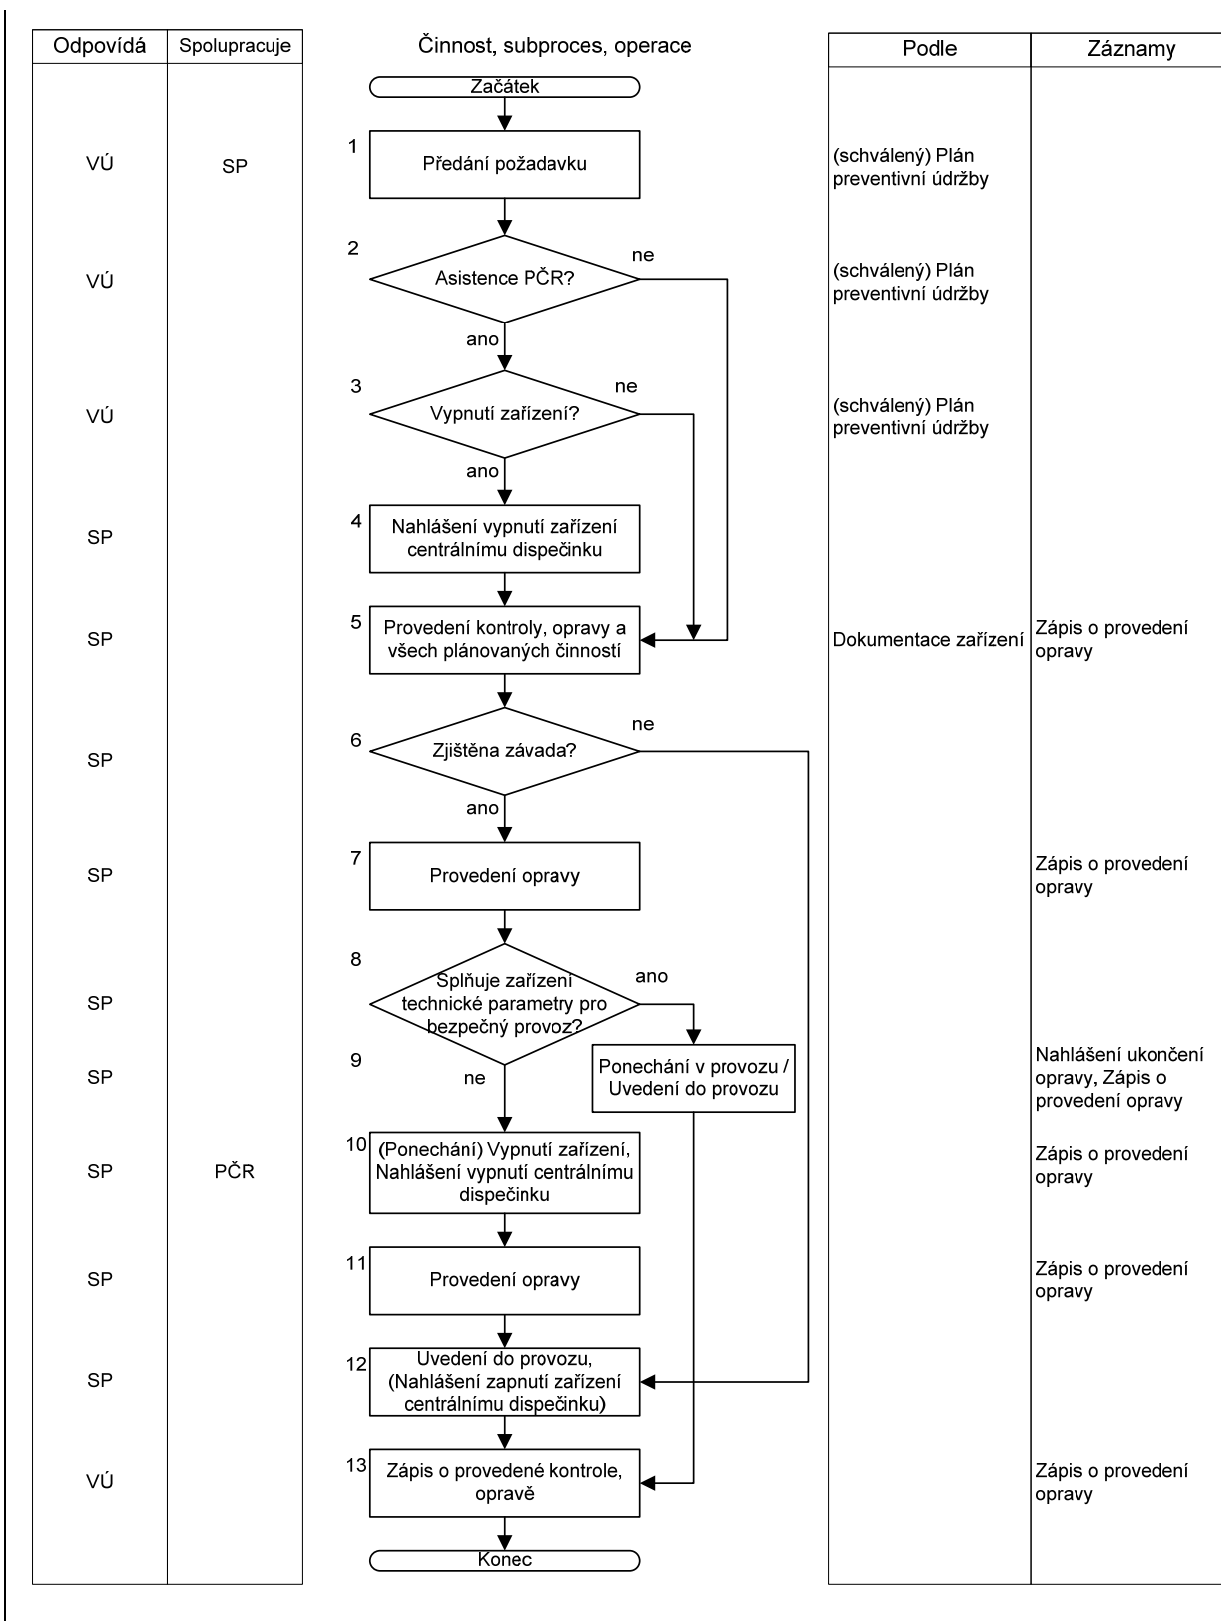 Odpovídá
Spolupracuje
Činnost, subproces, operace
Podle
Záznamy
Začátek
1
VÚ
SP
Předání požadavku
(schválený) Plán
preventivní údržby
2
ne
VÚ
Asistence PČR?
(schválený) Plán
preventivní údržby
ano
3
ne
VÚ
Vypnutí zařízení?
(schválený) Plán
preventivní údržby
ano
4
SP
Nahlášení vypnutí zařízení
centrálnímu dispečinku
5
SP
Provedení kontroly, opravy a
všech plánovaných činností
Dokumentace zařízení
Zápis o provedení
opravy
6
ne
SP
Zjištěna závada?
ano
7
SP
Provedení opravy
Zápis o provedení
opravy
8
ano
SP
Splňuje zařízení
technické parametry pro
bezpečný provoz?
9
ne
SP
Ponechání v provozu /
Uvedení do provozu
Nahlášení ukončení
opravy, Zápis o
provedení opravy
10
SP
PČR
(Ponechání) Vypnutí zařízení,
Nahlášení vypnutí centrálnímu
dispečinku
Zápis o provedení
opravy
11
SP
Provedení opravy
Zápis o provedení
opravy
12
SP
Uvedení do provozu,
(Nahlášení zapnutí zařízení
centrálnímu dispečinku)
13
VÚ
Zápis o provedené kontrole,
opravě
Zápis o provedení
opravy
Konec